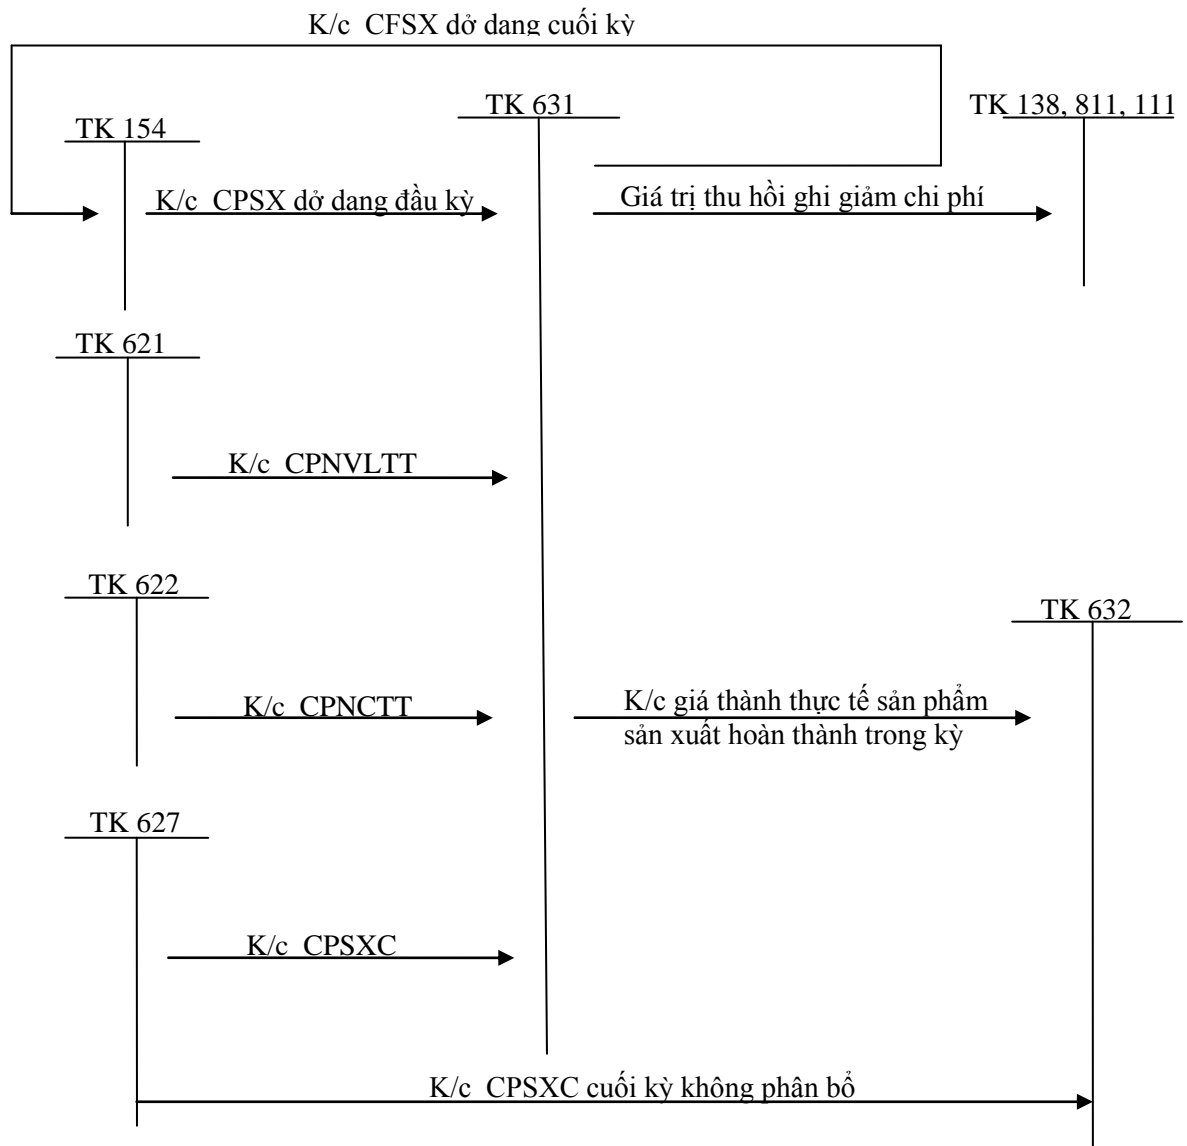 K/c CFSX dở dang cuối kỳ
TK 631
TK 138, 811, 111
TK 154
K/c CPSX dở dang đầu kỳ
Giá trị thu hồi ghi giảm chi phí
TK 621
K/c CPNVLTT
TK 622
TK 632
K/c CPNCTT
K/c giá thành thực tế sản phẩm
sản xuất hoàn thành trong kỳ
TK 627
K/c CPSXC
K/c CPSXC cuối kỳ không phân bổ